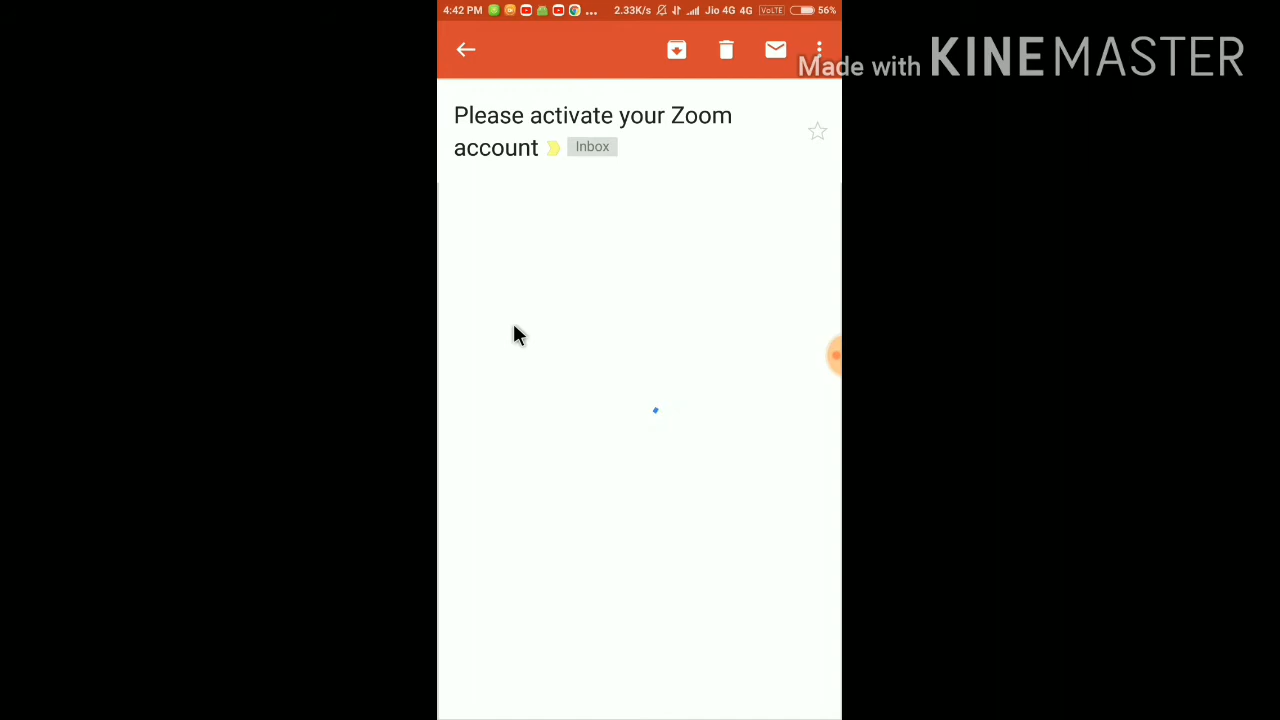 4:42 PM ... 2.33K/s Jio 4G 4G VoLTE 56%
Made with KINEMASTER
Please activate your Zoom
account Inbox